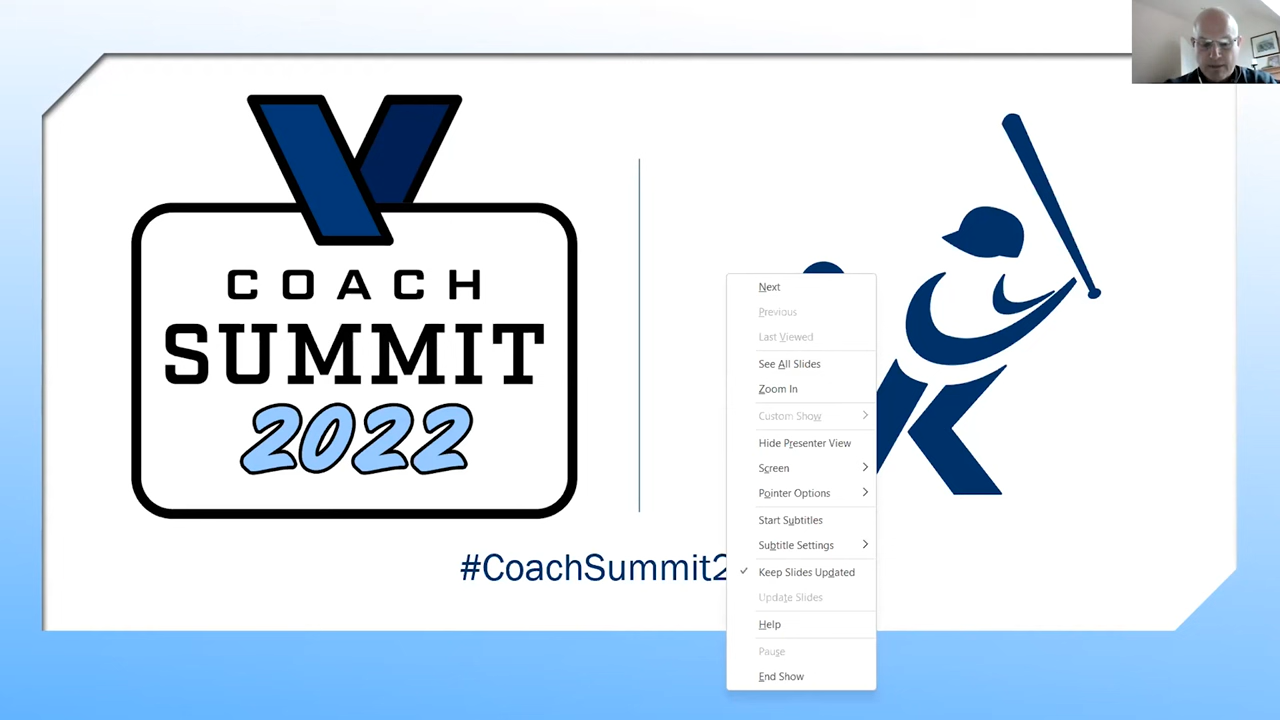 COACH
SUMMIT
2022
#CoachSummit2
Next
Previous
Last Viewed
See All Slides
Zoom In
Custom Show
Hide Presenter View
Screen
Pointer Options
Start Subtitles
Subtitle Settings
Keep Slides Updated
Update Slides
Help
Pause
End Show